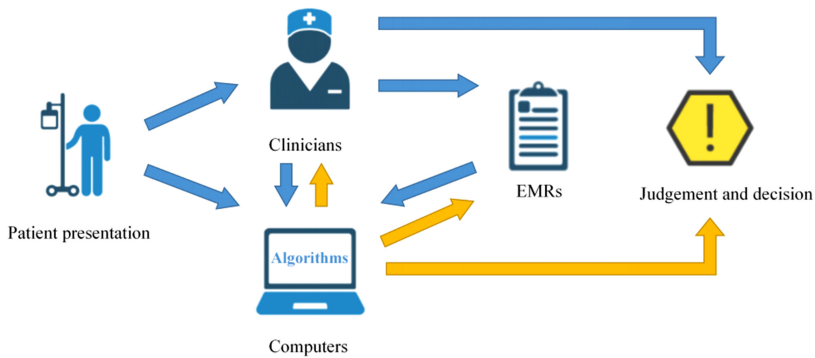 Clinicians
EMRs
Judgement and decision
Patient presentation
Algorithms
Computers